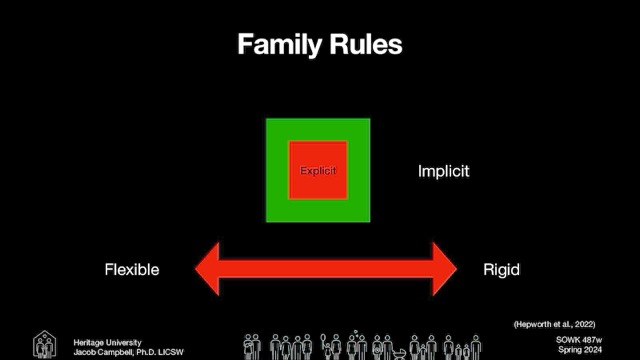 Family Rules
Explicit
Implicit
Flexible
Rigid
(Hepworth et al., 2022)
Heritage University
Jacob Campbell, Ph.D. LICSW
SOWK 487w
Spring 2024